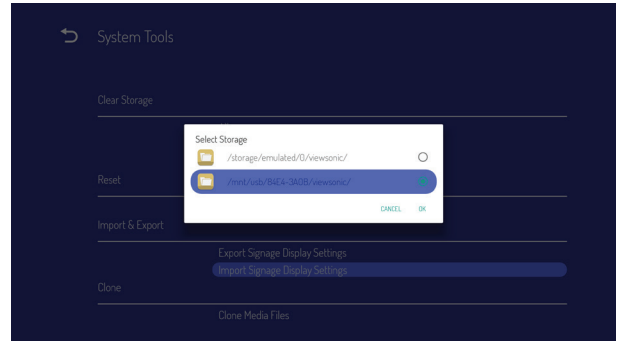 System Tools
Clear Storage
Select Storage
/storage/emulated/0/viewsonic/
/mnt/usb/84E4-3A0B/viewsonic/
Reset
CANCEL OK
Import & Export
Export Signage Display Settings
Import Signage Display Settings
Clone
Clone Media Files